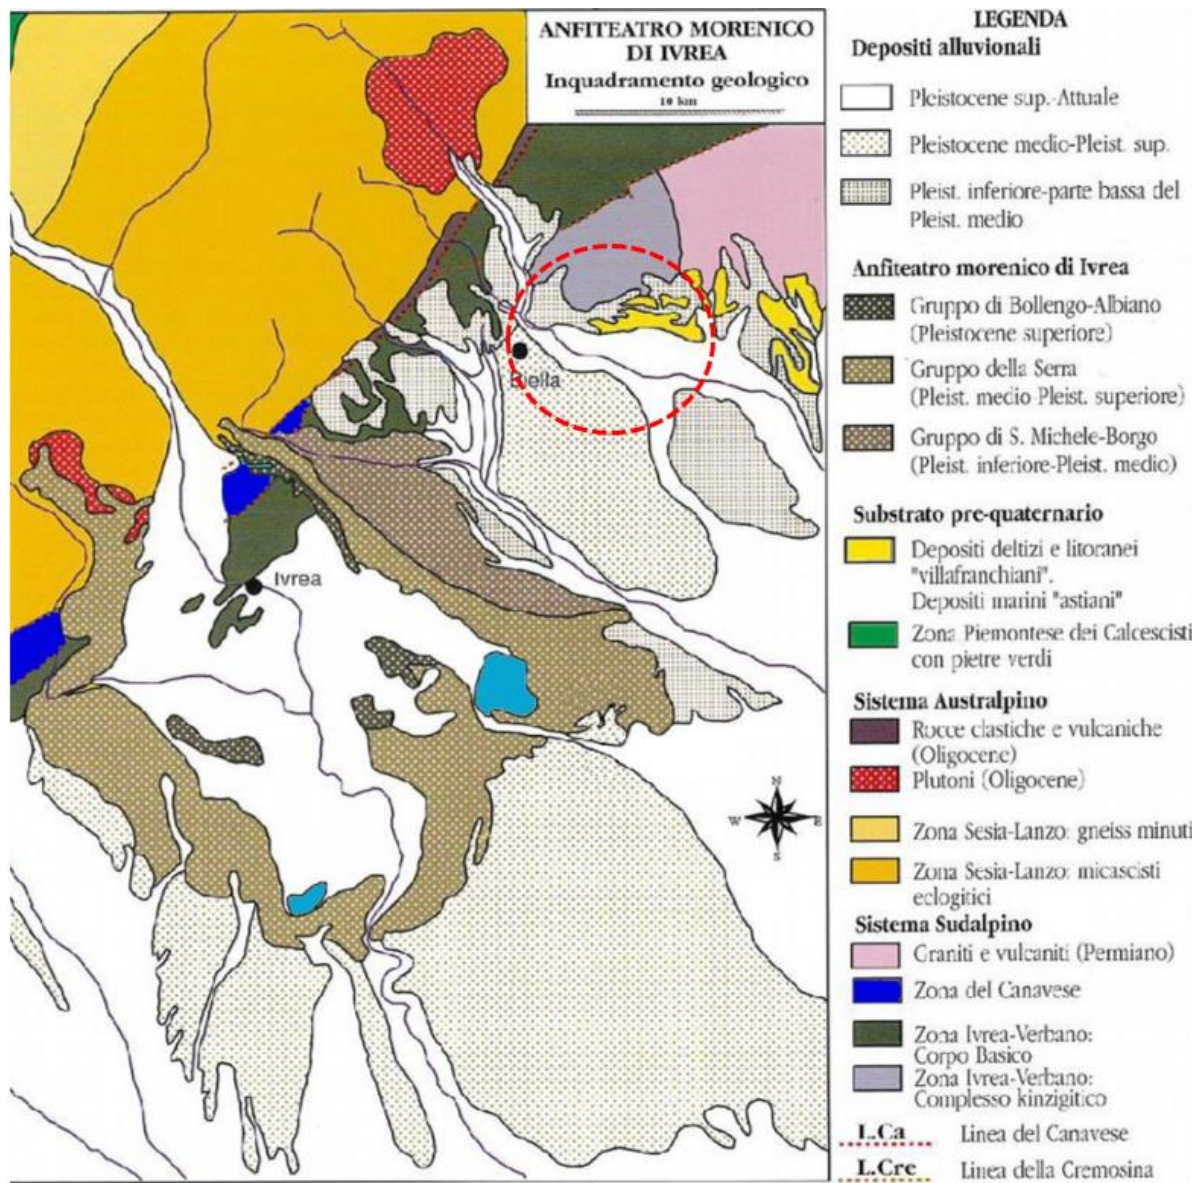 ANFITEATRO MORENICO
DI IVREA
Inquadramento geologico
10 km
Biella
Ivrea
N
W
E
S
LEGENDA
Depositi alluvionali
Pleistocene sup.-Attuale
Pleistocene medio-Pleist. sup.
Pleist. inferiore-parte bassa del
Pleist. medio
Anfiteatro morenico di Ivrea
Gruppo di Bollengo-Albiano
(Pleistocene superiore)
Gruppo della Serra
(Pleist. medio-Pleist. superiore)
Gruppo di S. Michele-Borgo
(Pleist. inferiore-Pleist. medio)
Substrato pre-quaternario
Depositi deltizi e litoranei
"villafranchiani".
Depositi marini "astiani"
Zona Piemontese dei Calcescisti
con pietre verdi
Sistema Australpino
Rocce clastiche e vulcaniche
(Oligocene)
Plutoni (Oligocene)
Zona Sesia-Lanzo: gneiss minuti
Zona Sesia-Lanzo: micascisti
eclogitici
Sistema Sudalpino
Graniti e vulcaniti (Permiano)
Zona del Canavese
Zona Ivrea-Verbano:
Corpo Basico
Zona Ivrea-Verbano:
Complesso kinzigitico
L.Ca Linea del Canavese
L.Cre Linea della Cremosina